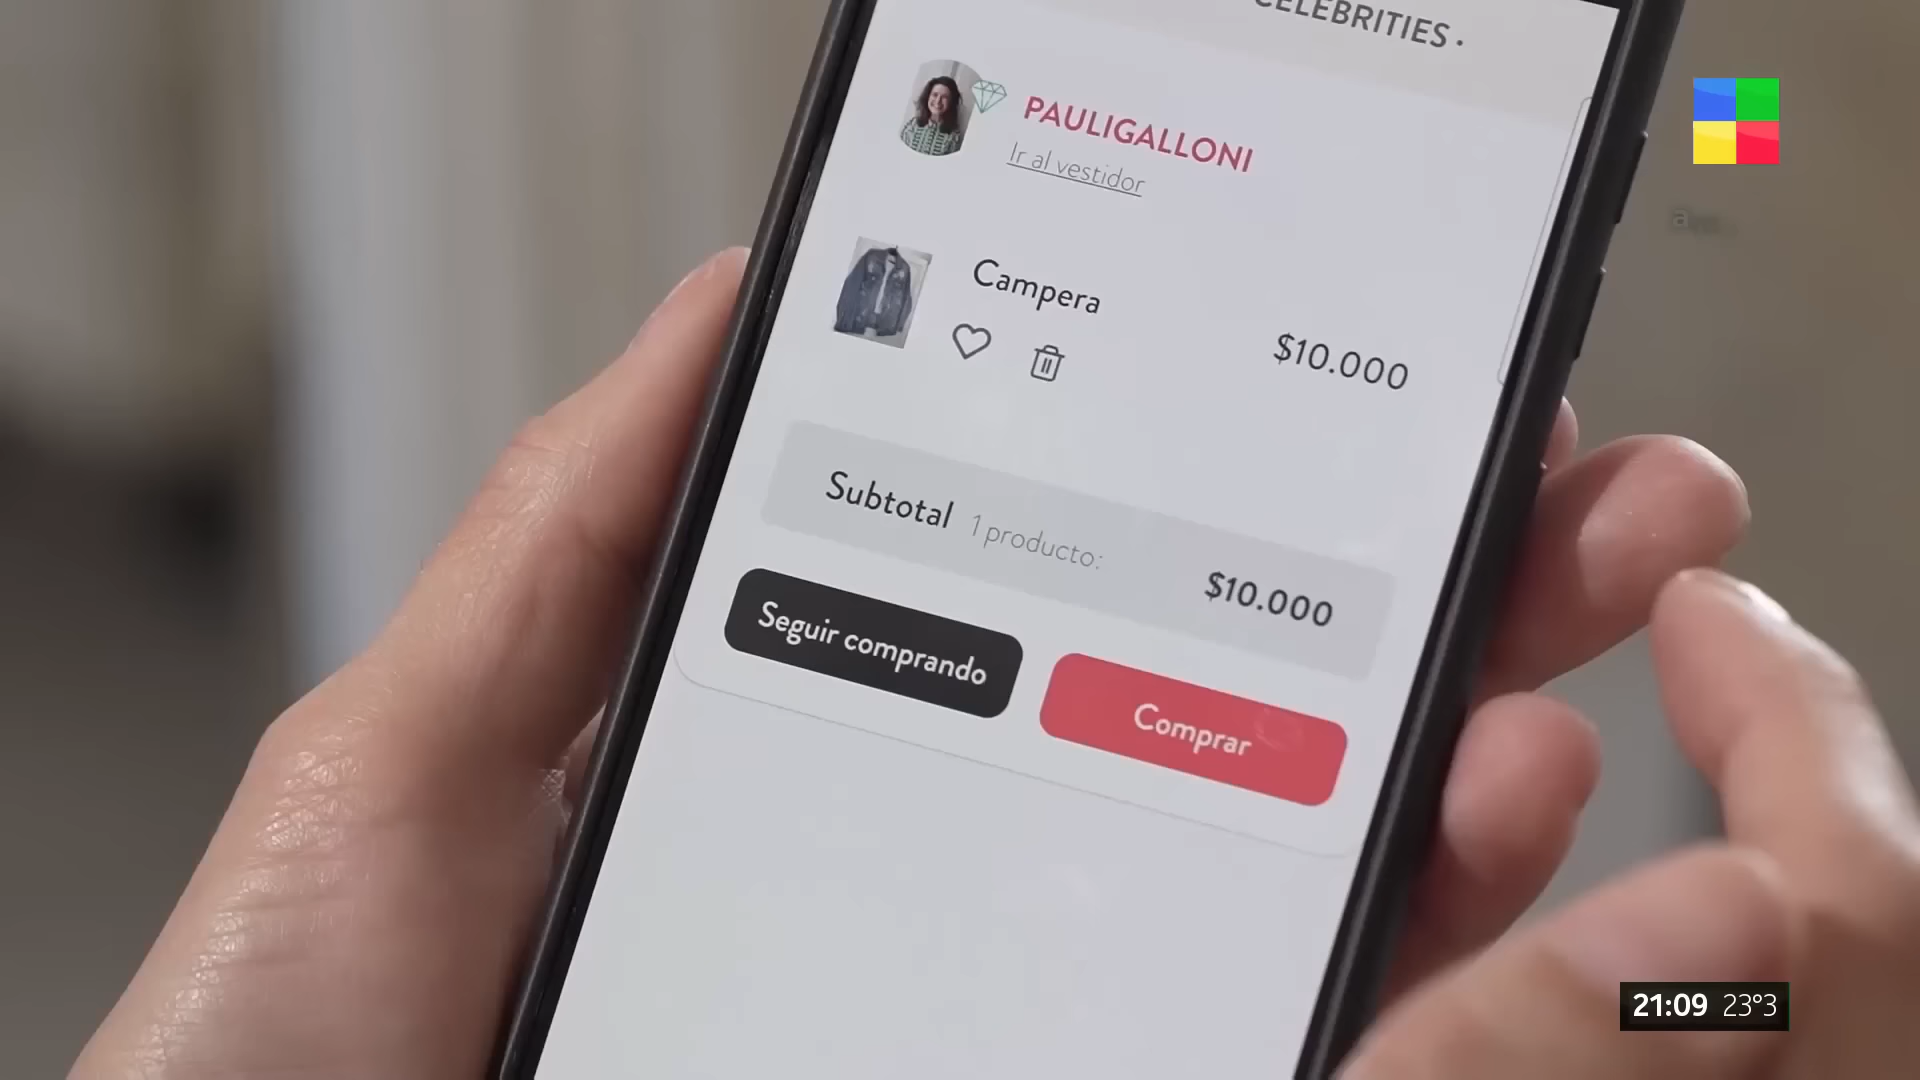 CELEBRITIES ·
PAULIGALLONI
Ir al vestidor
Campera
$10.000
Subtotal 1 producto:
$10.000
Seguir comprando
Comprar
21:09 23°3